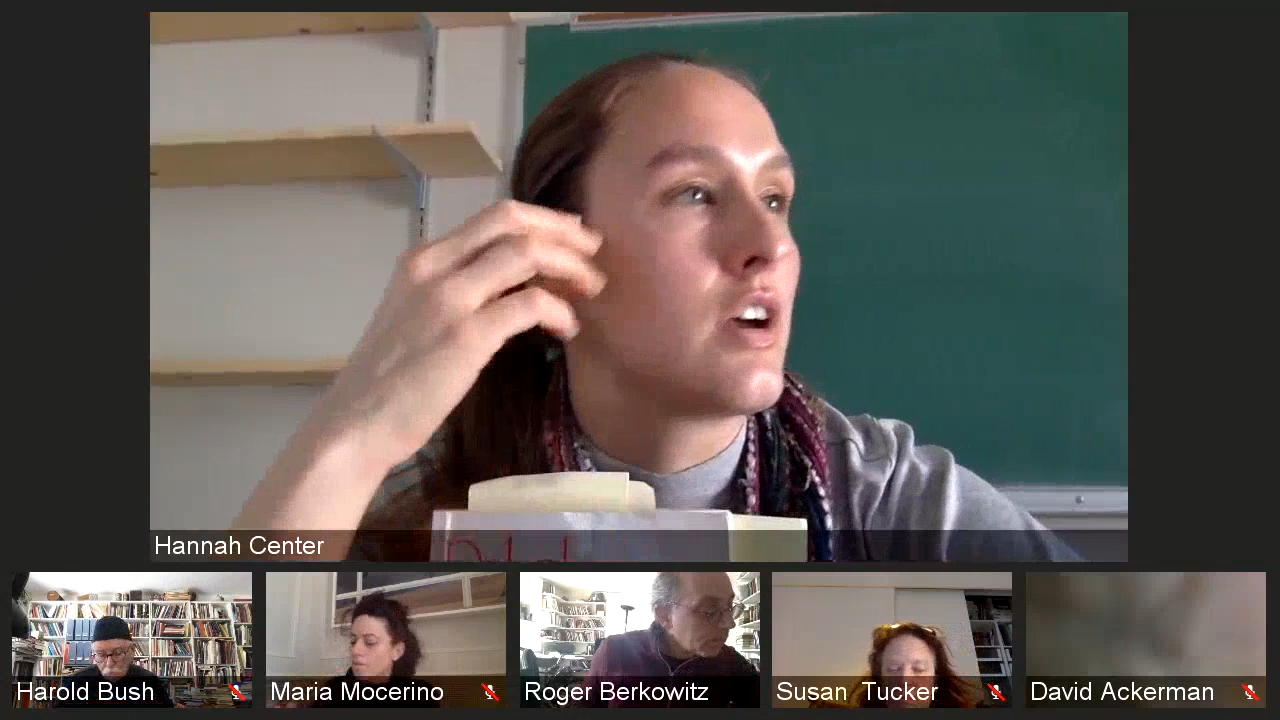 Hannah Center
Harold Bush
Maria Mocerino
Roger Berkowitz
Susan Tucker
David Ackerman